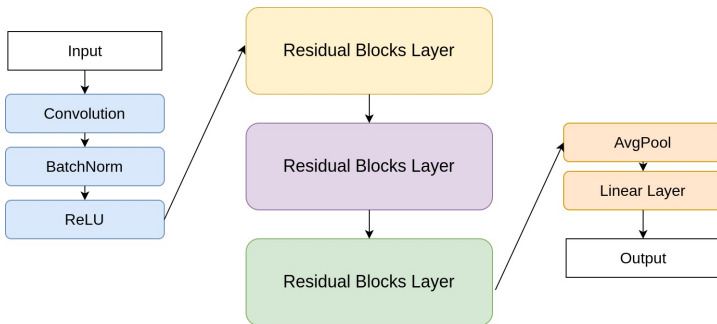 Input
Convolution
BatchNorm
ReLU
Residual Blocks Layer
Residual Blocks Layer
Residual Blocks Layer
AvgPool
Linear Layer
Output